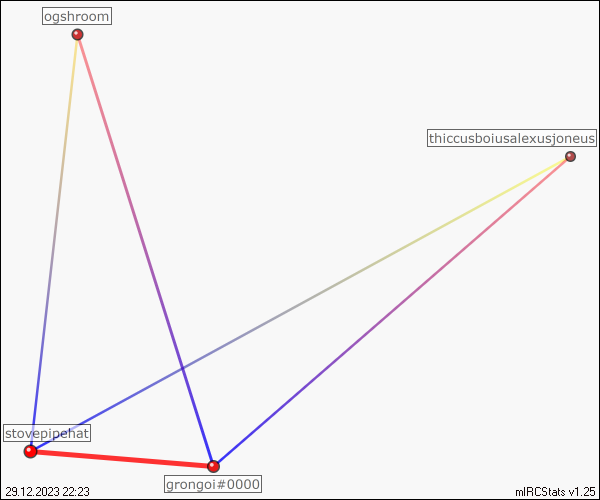 ogshroom
thiccusboiusalexusjoneus
stovepipehat
grongoi#0000
29.12.2023 22:23
mIRCStats v1.25